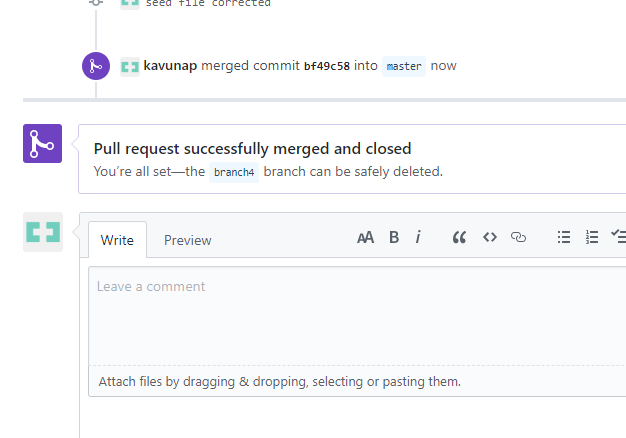 seed file corrected
kavunap merged commit bf49c58 into master now
Pull request successfully merged and closed
You're all set—the branch4 branch can be safely deleted.
Write Preview AA B i
Leave a comment
Attach files by dragging & dropping, selecting or pasting them.